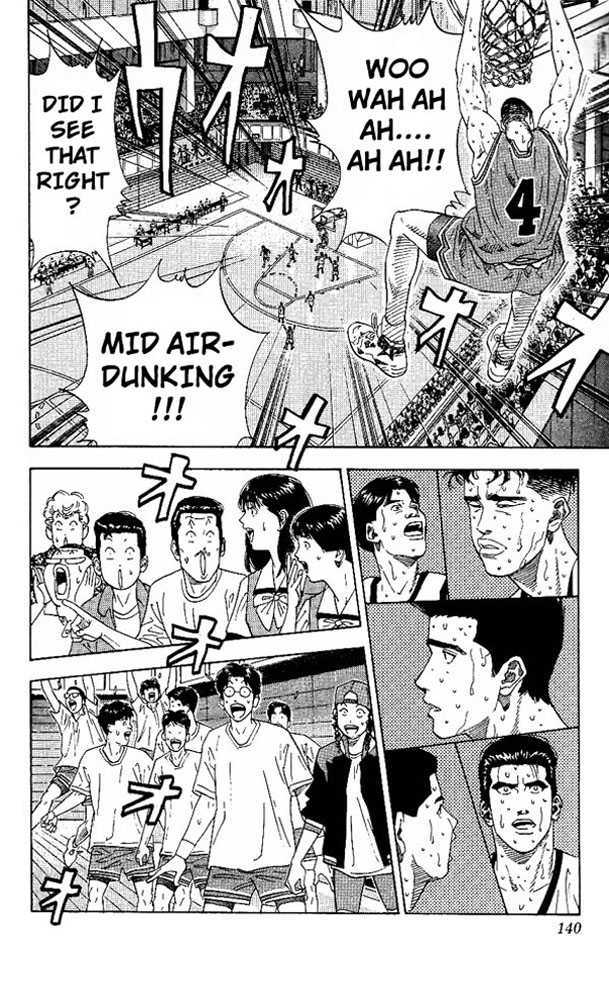 WOO
WAH AH
AH....
AH AH!!
4
ウ
オ
オ
DID I
SEE
THAT
RIGHT
?
MID AIR-
DUNKING
!!!
オ
オ
オ
オ
オ
オ
オ
140